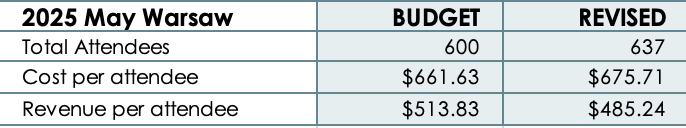 2025 May Warsaw BUDGET REVISED
Total Attendees 600 637
Cost per attendee $661.63 $675.71
Revenue per attendee $513.83 $485.24